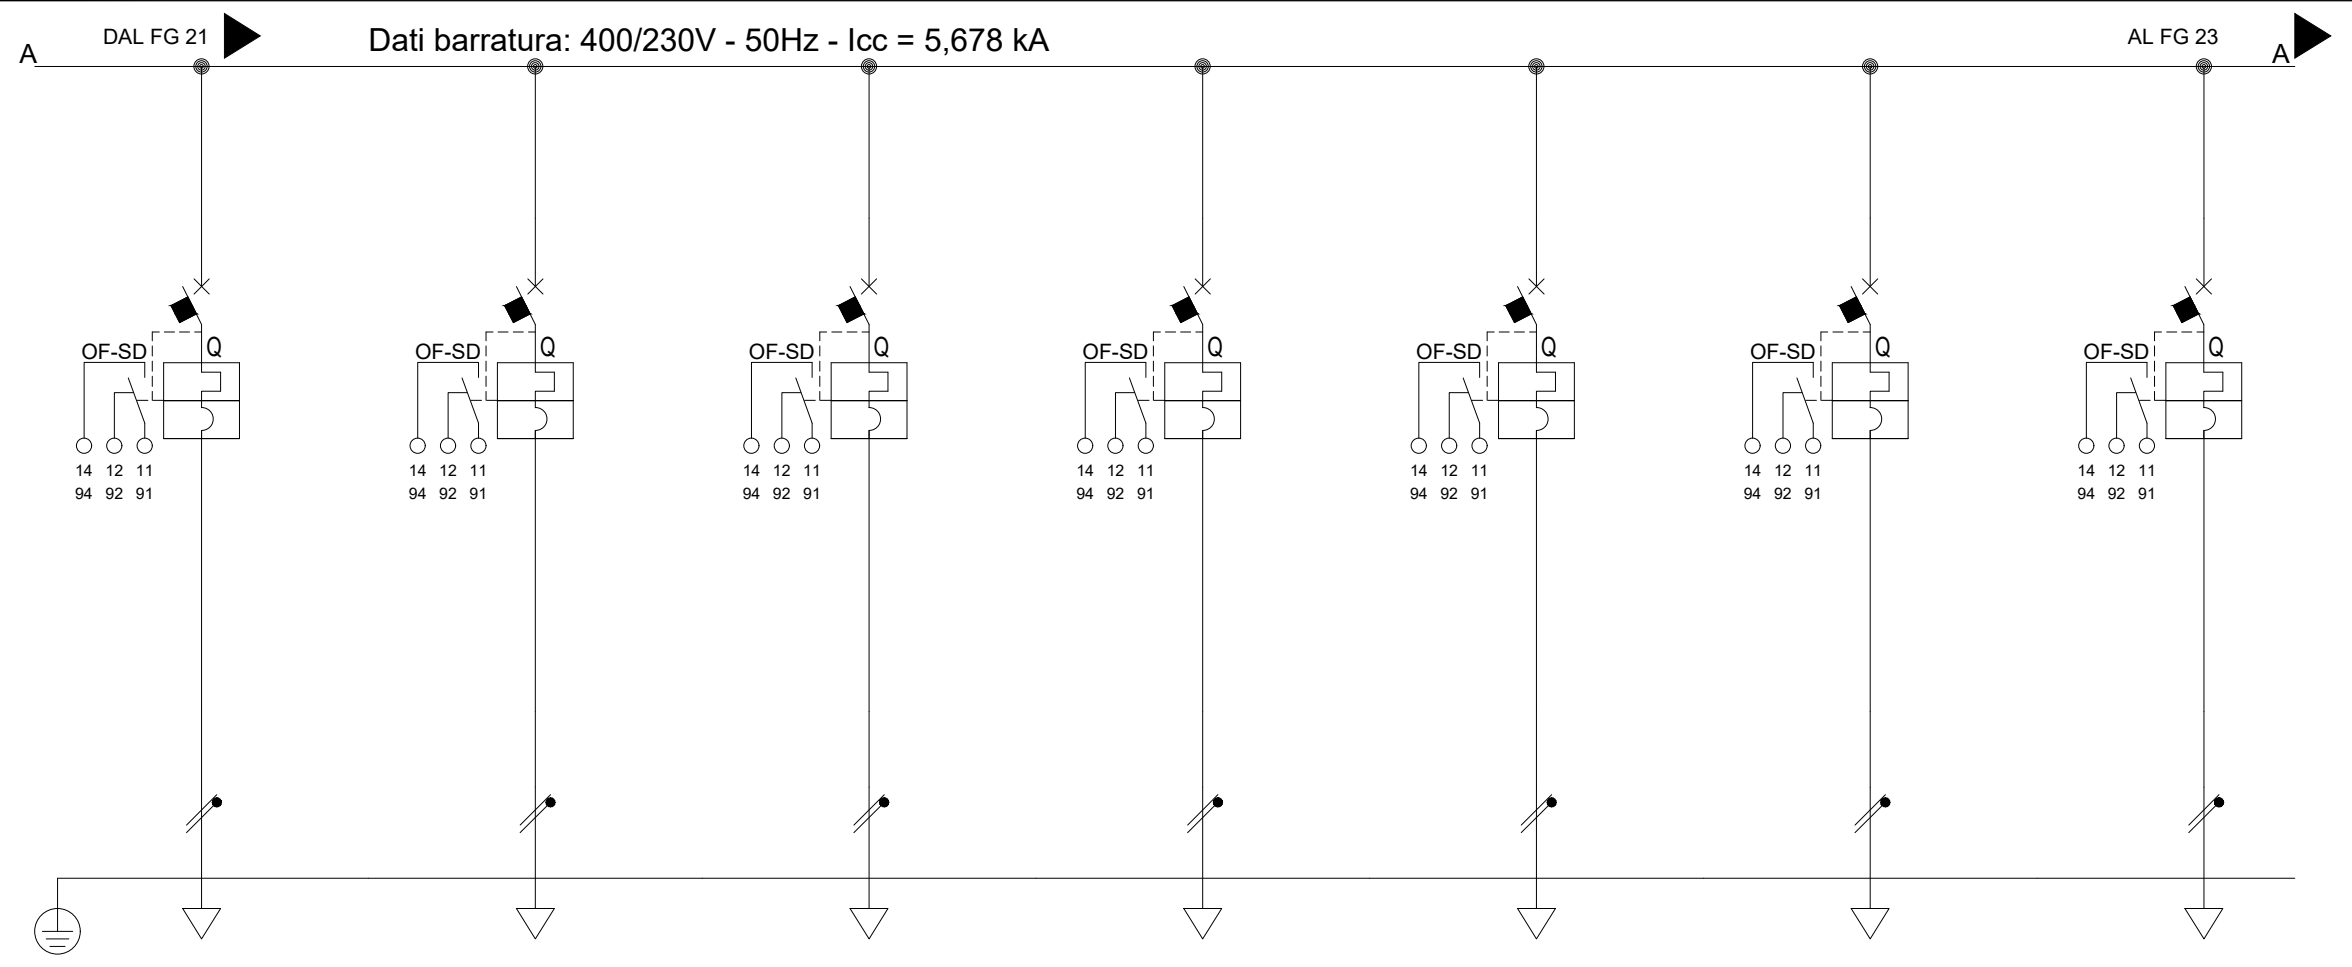 DAL FG 21
Dati barratura: 400/230V - 50Hz - Icc = 5,678 kA
AL FG 23
A
A
OF-SD Q OF-SD Q OF-SD Q OF-SD Q OF-SD Q OF-SD Q OF-SD Q
14 12 11 14 12 11 14 12 11 14 12 11 14 12 11 14 12 11 14 12 11
94 92 91 94 92 91 94 92 91 94 92 91 94 92 91 94 92 91 94 92 91